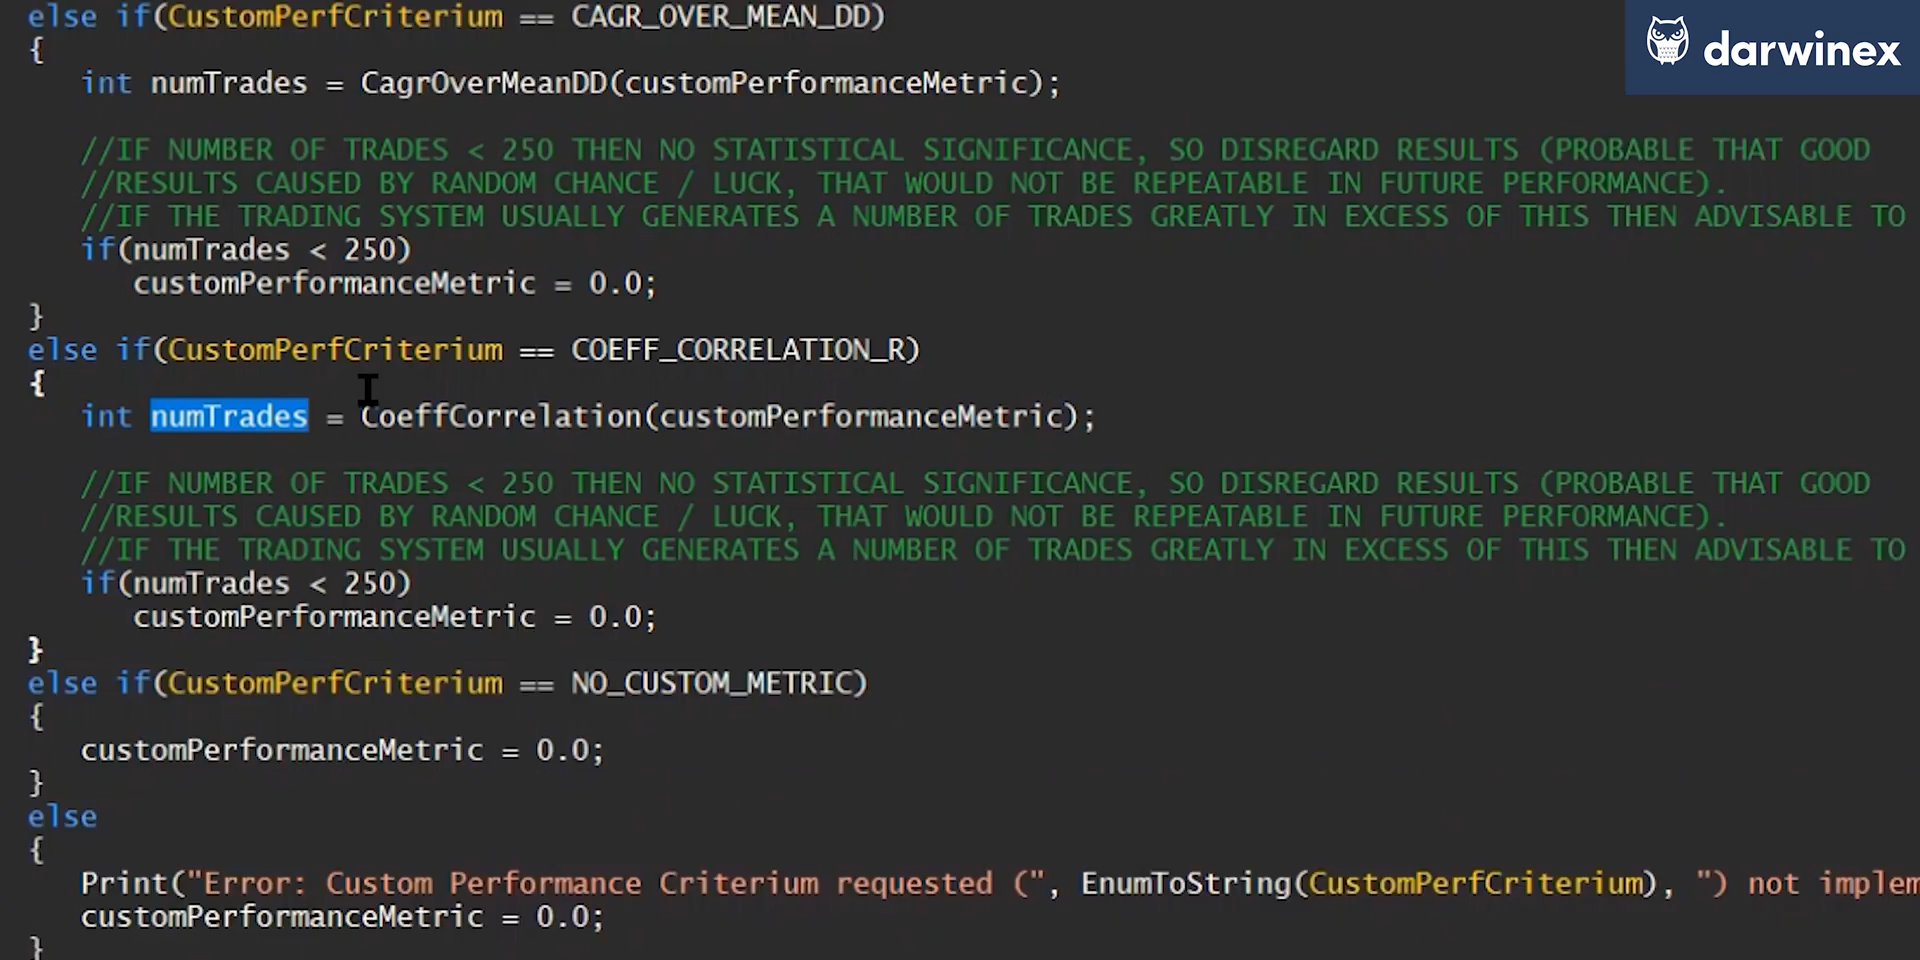 else if(CustomPerfCriterium == CAGR_OVER_MEAN_DD)
darwinex
{
int numTrades = CagrOverMeanDD(customPerformanceMetric);
//IF NUMBER OF TRADES < 250 THEN NO STATISTICAL SIGNIFICANCE, SO DISREGARD RESULTS (PROBABLE THAT GOOD
//RESULTS CAUSED BY RANDOM CHANCE / LUCK, THAT WOULD NOT BE REPEATABLE IN FUTURE PERFORMANCE).
//IF THE TRADING SYSTEM USUALLY GENERATES A NUMBER OF TRADES GREATLY IN EXCESS OF THIS THEN ADVISABLE TO
if(numTrades < 250)
customPerformanceMetric = 0.0;
}
else if(CustomPerfCriterium == COEFF_CORRELATION_R)
{
int numTrades = CoeffCorrelation(customPerformanceMetric);
//IF NUMBER OF TRADES < 250 THEN NO STATISTICAL SIGNIFICANCE, SO DISREGARD RESULTS (PROBABLE THAT GOOD
//RESULTS CAUSED BY RANDOM CHANCE / LUCK, THAT WOULD NOT BE REPEATABLE IN FUTURE PERFORMANCE).
//IF THE TRADING SYSTEM USUALLY GENERATES A NUMBER OF TRADES GREATLY IN EXCESS OF THIS THEN ADVISABLE TO
if(numTrades < 250)
customPerformanceMetric = 0.0;
}
else if(CustomPerfCriterium == NO_CUSTOM_METRIC)
{
customPerformanceMetric = 0.0;
}
else
{
Print("Error: Custom Performance Criterium requested (", EnumToString(CustomPerfCriterium), ") not implem
customPerformanceMetric = 0.0;
}